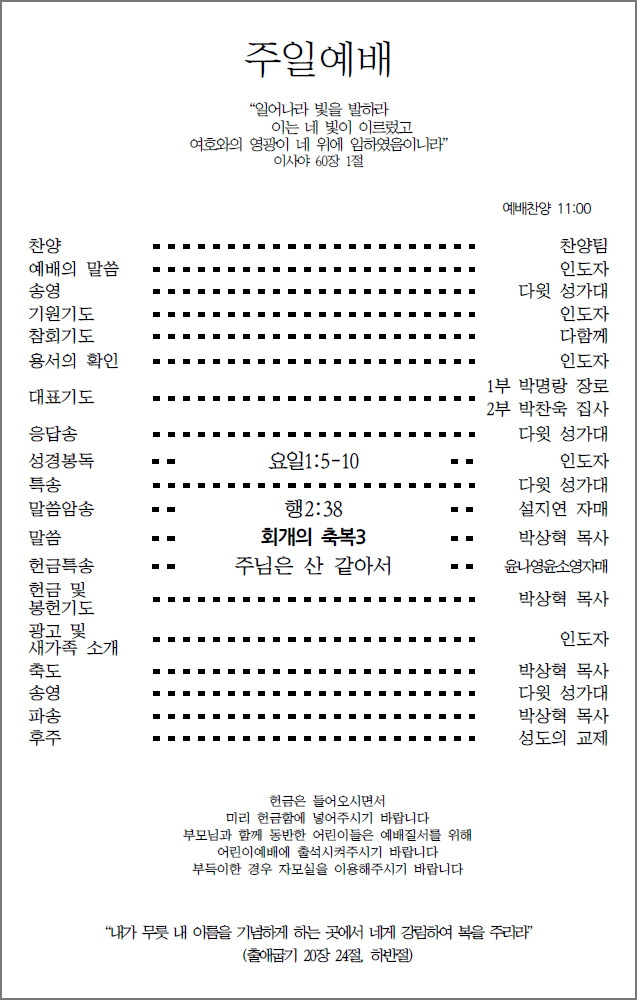 주일예배
“일어나라 빛을 발하라
이는 네 빛이 이르렀고
여호와의 영광이 네 위에 임하였음이니라”
이사야 60장 1절
예배찬양 11:00
찬양 찬양팀
예배의 말씀 인도자
송영 다윗 성가대
기원기도 인도자
참회기도 다함께
용서의 확인 인도자
대표기도 1부 박명랑 장로
2부 박찬욱 집사
응답송 다윗 성가대
성경봉독 요일1:5-10 인도자
특송 다윗 성가대
말씀암송 행2:38 설지연 자매
말씀 회개의 축복3 박상혁 목사
헌금특송 주님은 산 같아서 윤나영윤소영자매
헌금 및
봉헌기도 박상혁 목사
광고 및
새가족 소개 인도자
축도 박상혁 목사
송영 다윗 성가대
파송 박상혁 목사
후주 성도의 교제
헌금은 들어오시면서
미리 헌금함에 넣어주시기 바랍니다
부모님과 함께 동반한 어린이들은 예배질서를 위해
어린이예배에 출석시켜주시기 바랍니다
부득이한 경우 자모실을 이용해주시기 바랍니다
“내가 무릇 내 이름을 기념하게 하는 곳에서 네게 강림하여 복을 주리라”
(출애굽기 20장 24절, 하반절)